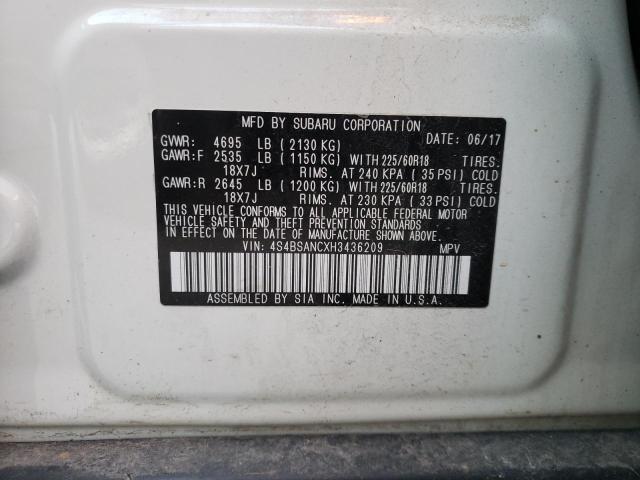 MFD BY SUBARU CORPORATION
GVWR: 4695 LB ( 2130 KG) DATE: 06/17
GAWR:F 2535 LB ( 1150 KG) WITH 225/60R18 TIRES.
18X7J RIMS. AT 240 KPA ( 35 PSI) COLD
GAWR:R 2645 LB ( 1200 KG) WITH 225/60R18 TIRES.
18X7J RIMS. AT 230 KPA ( 33 PSI) COLD
THIS VEHICLE CONFORMS TO ALL APPLICABLE FEDERAL MOTOR
VEHICLE SAFETY AND THEFT PREVENTION STANDARDS
IN EFFECT ON THE DATE OF MANUFACTURE SHOWN ABOVE.
VIN: 4S4BSANCXH3436209 MPV
ASSEMBLED BY SIA INC. MADE IN U.S.A.